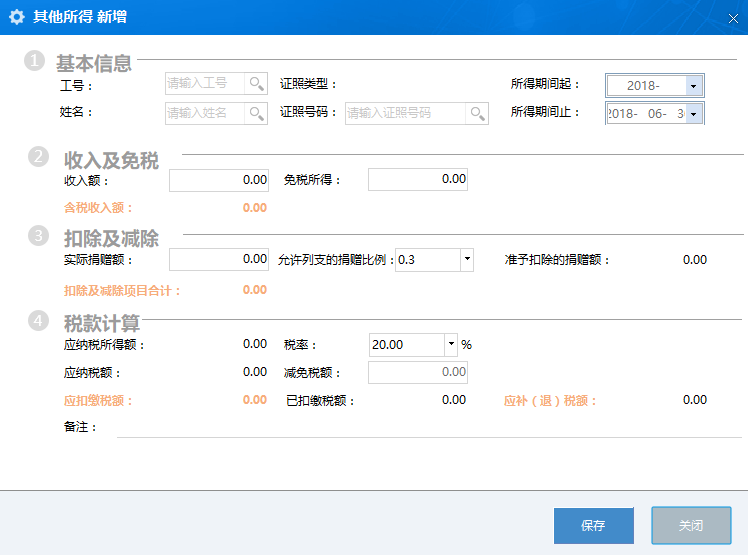 其他所得 新增
1 基本信息
工号： 请输入工号 证照类型： 所得期间起： 2018-
姓名： 请输入姓名 证照号码： 请输入证照号码 所得期间止： 2018- 06- 30
2 收入及免税
收入额： 0.00 免税所得： 0.00
含税收入额： 0.00
3 扣除及减除
实际捐赠额： 0.00 允许列支的捐赠比例： 0.3 准予扣除的捐赠额： 0.00
扣除及减除项目合计： 0.00
4 税款计算
应纳税所得额： 0.00 税率： 20.00 %
应纳税额： 0.00 减免税额： 0.00
应扣缴税额： 0.00 已扣缴税额： 0.00 应补（退）税额： 0.00
备注：
保存 关闭